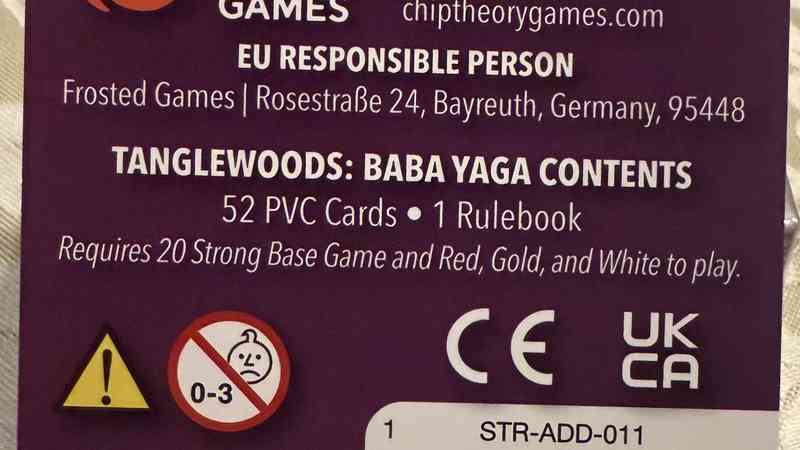 GAMES
chiptheorygames.com
EU RESPONSIBLE PERSON
Frosted Games | Rosestraße 24, Bayreuth, Germany, 95448
TANGLEWOODS: BABA YAGA CONTENTS
52 PVC Cards • 1 Rulebook
Requires 20 Strong Base Game and Red, Gold, and White to play.
0-3
CE
UK
CA
1 STR-ADD-011